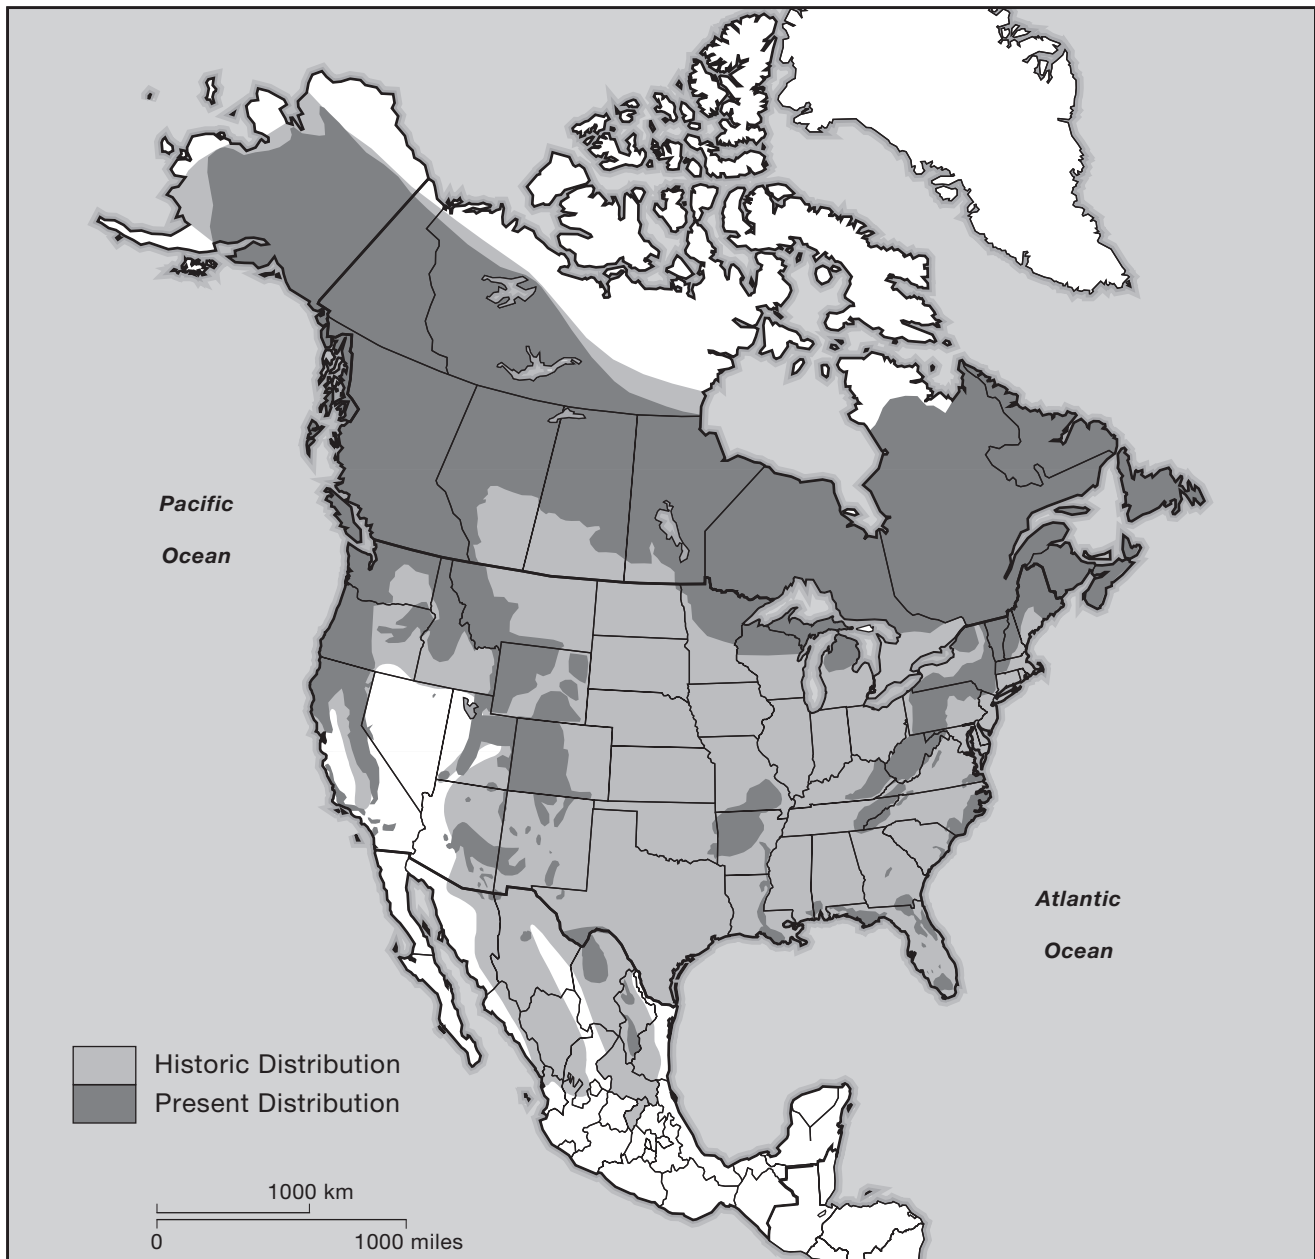 Pacific
Ocean
Atlantic
Ocean
Historic Distribution
Present Distribution
1000 km
0 1000 miles